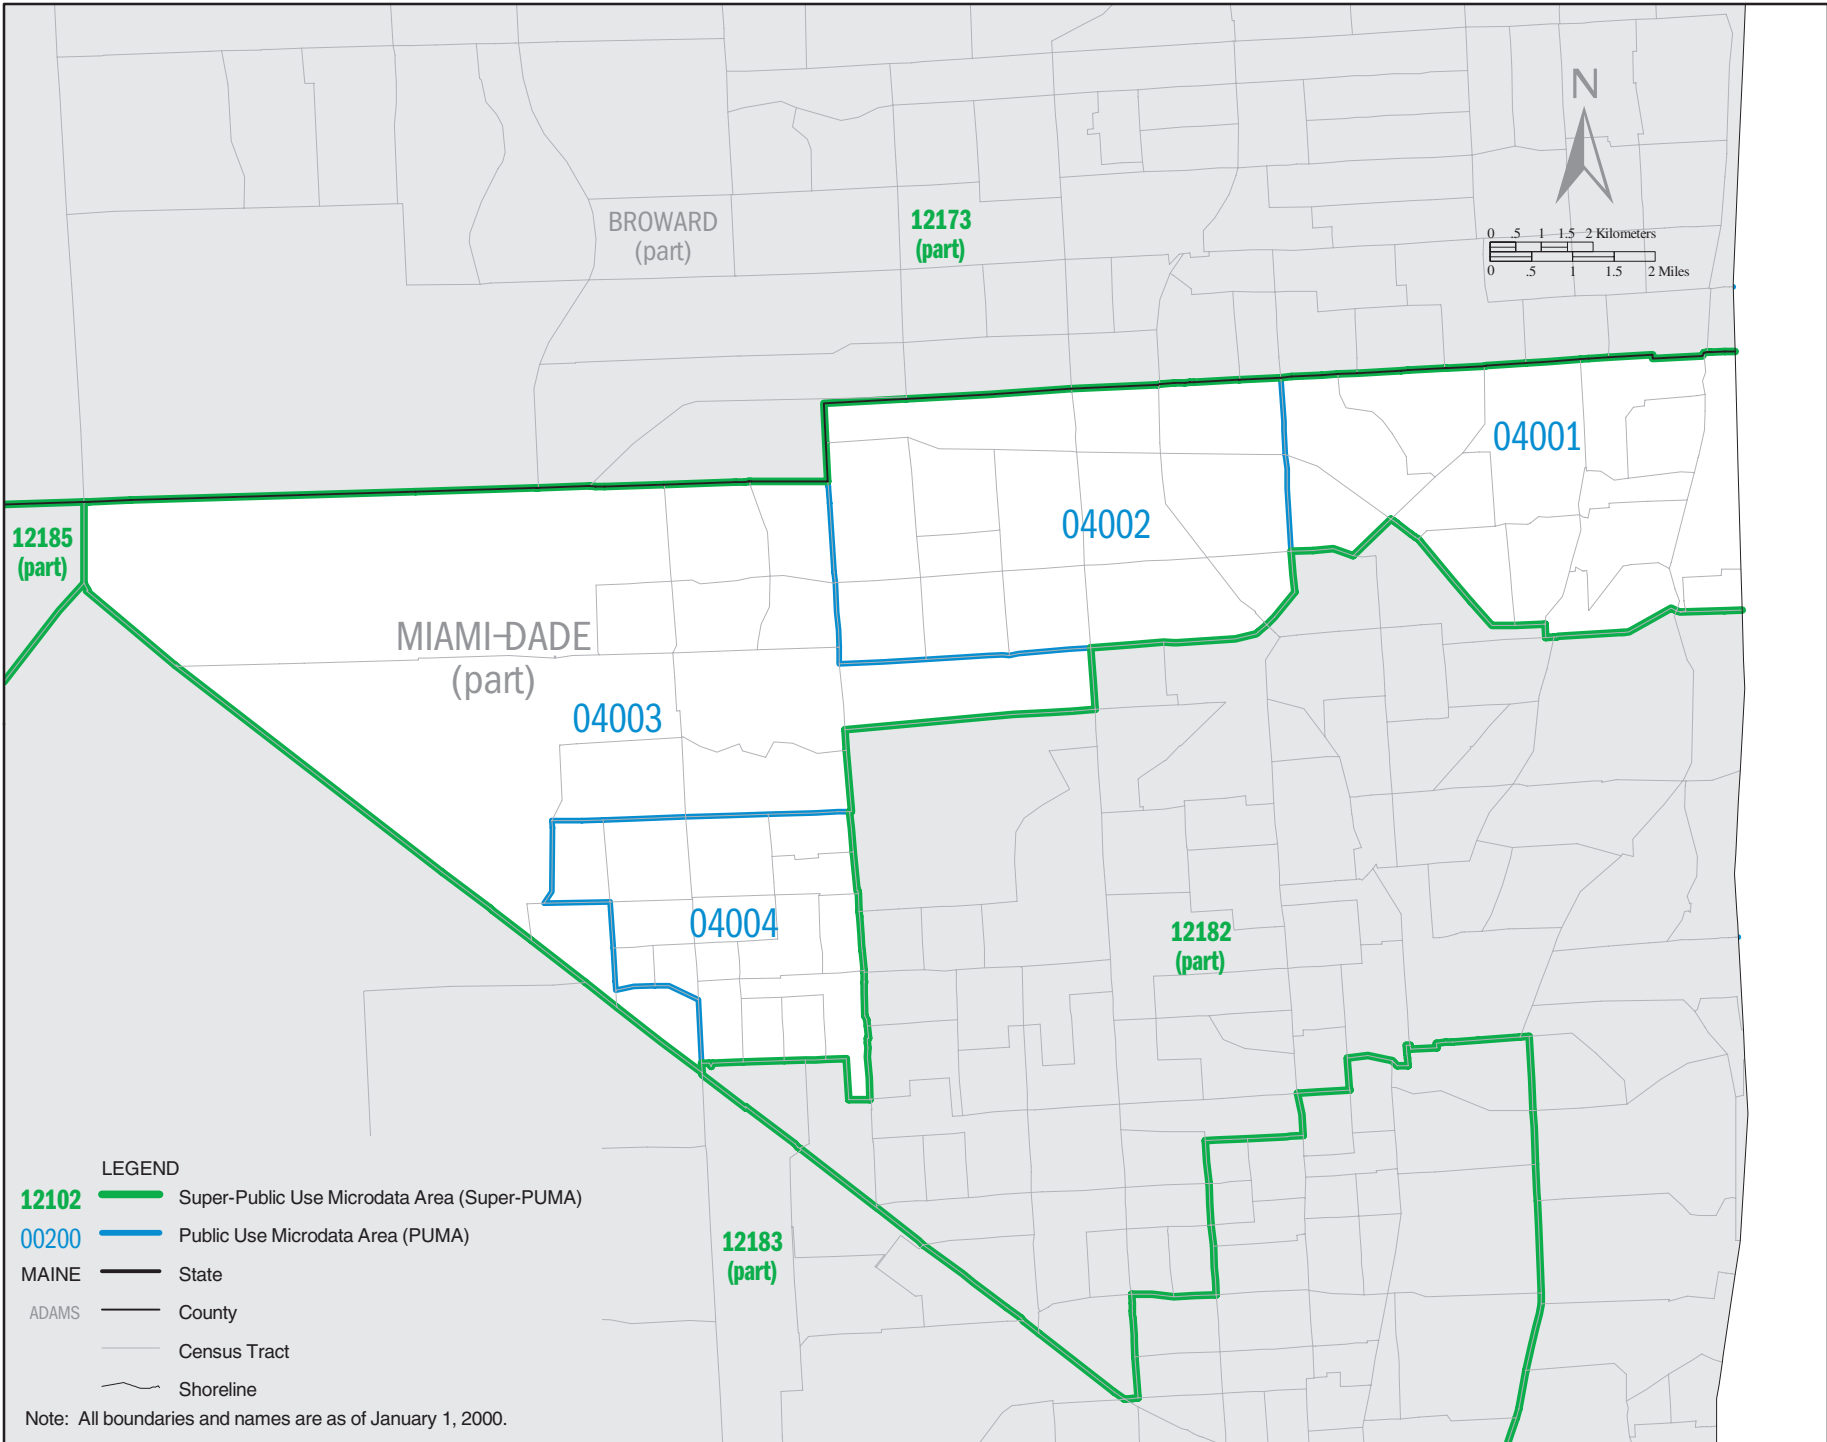 N
0 .5 1 1.5 2 Kilometers
0 .5 1 1.5 2 Miles
BROWARD
(part)
12173
(part)
04001
04002
12185
(part)
MIAMI-DADE
(part)
04003
04004
12182
(part)
12183
(part)
LEGEND
12102 Super-Public Use Microdata Area (Super-PUMA)
00200 Public Use Microdata Area (PUMA)
MAINE State
ADAMS County
Census Tract
Shoreline
Note: All boundaries and names are as of January 1, 2000.